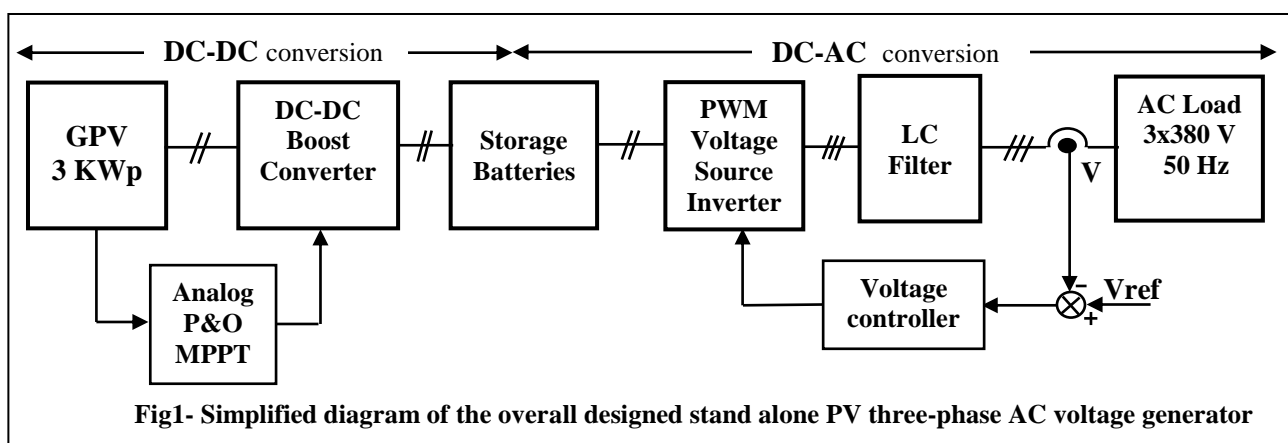 DC-DC conversion
DC-AC conversion
GPV
3 KWp
DC-DC
Boost
Converter
Storage
Batteries
PWM
Voltage
Source
Inverter
LC
Filter
V
AC Load
3x380 V
50 Hz
Analog
P&O
MPPT
Voltage
controller
-
+
Vref
Fig1- Simplified diagram of the overall designed stand alone PV three-phase AC voltage generator